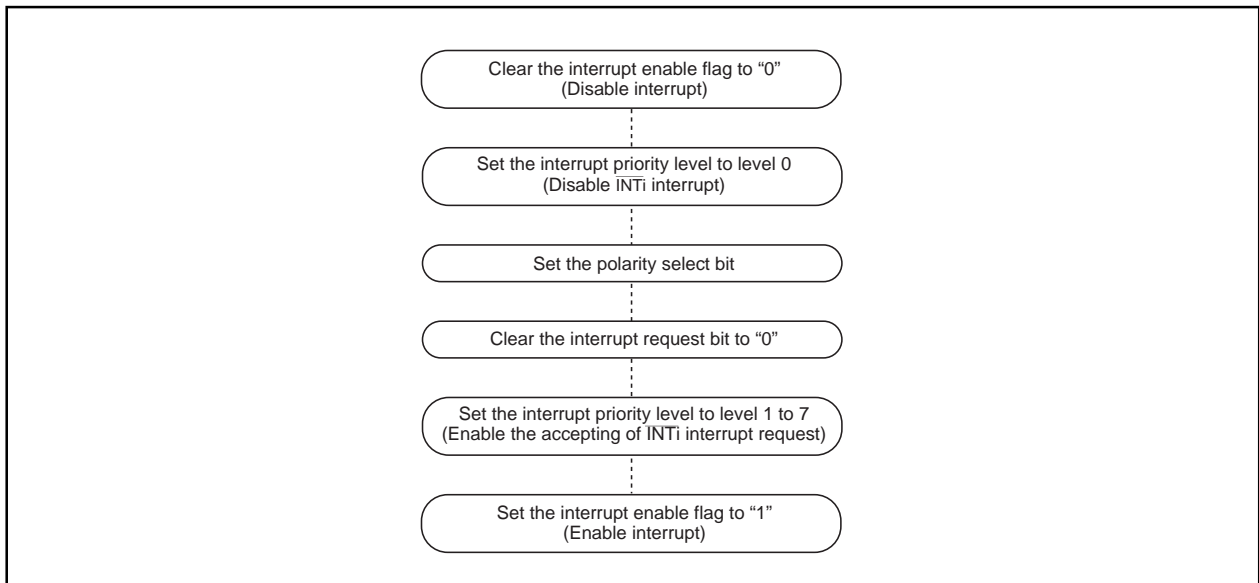 Clear the interrupt enable flag to “0”
(Disable interrupt)
Set the interrupt priority level to level 0
(Disable INTi interrupt)
Set the polarity select bit
Clear the interrupt request bit to “0”
Set the interrupt priority level to level 1 to 7
(Enable the accepting of INTi interrupt request)
Set the interrupt enable flag to “1”
(Enable interrupt)